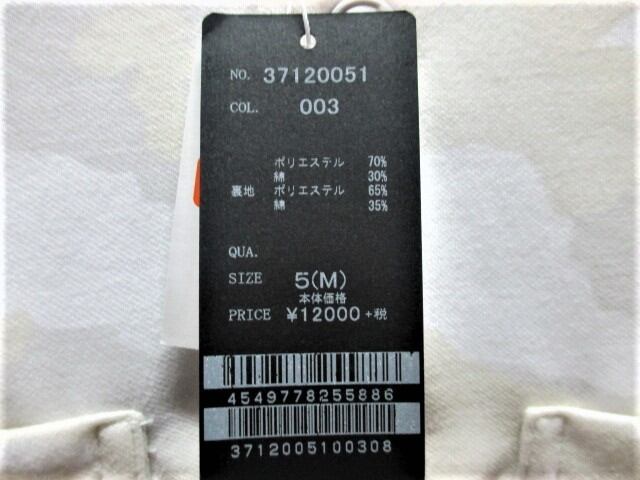 NO. 37120051
COL. 003
ポリエステル 70%
綿 30%
裏地 ポリエステル 65%
綿 35%
QUA.
SIZE 5(M)
本体価格
PRICE ¥12000 +税
4549778255886
3712005100308